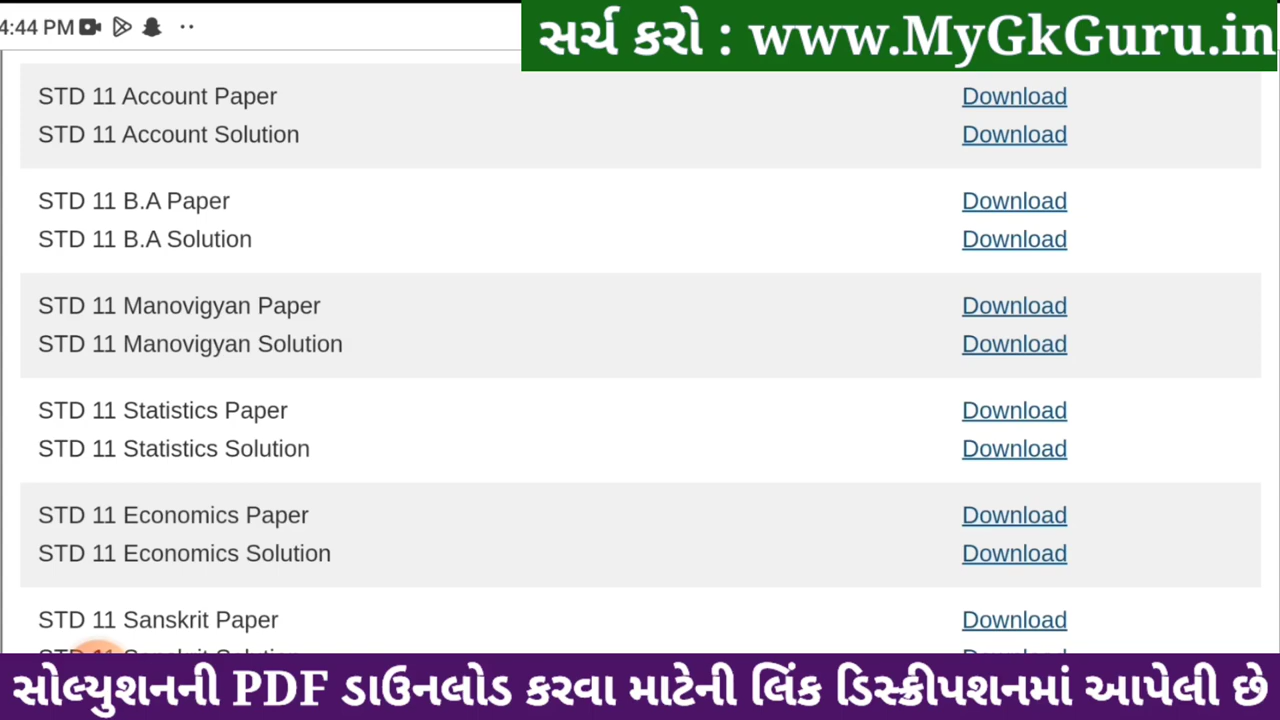 4:44 PM
સર્ચ કરો : www.MyGkGuru.in
STD 11 Account Paper Download
STD 11 Account Solution Download
STD 11 B.A Paper Download
STD 11 B.A Solution Download
STD 11 Manovigyan Paper Download
STD 11 Manovigyan Solution Download
STD 11 Statistics Paper Download
STD 11 Statistics Solution Download
STD 11 Economics Paper Download
STD 11 Economics Solution Download
STD 11 Sanskrit Paper Download
સોલ્યુશનની PDF ડાઉનલોડ કરવા માટેની લિંક ડિસ્ક્રીપશનમાં આપેલી છે